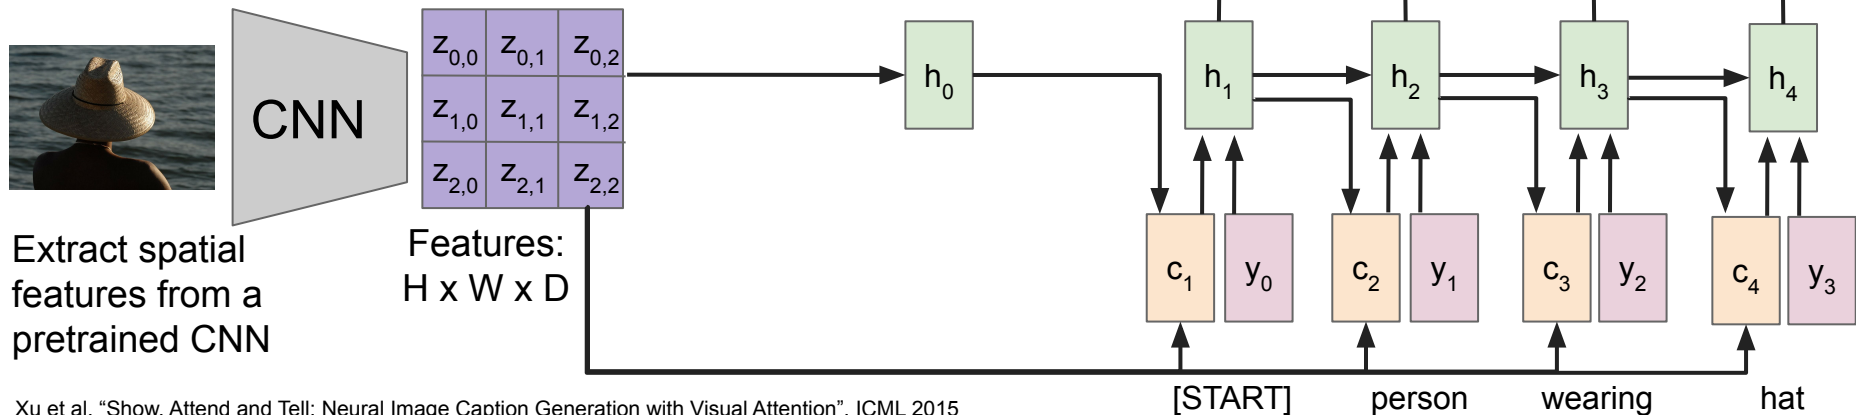 z0,0 z0,1 z0,2
z1,0 z1,1 z1,2
z2,0 z2,1 z2,2
CNN
h0
h1
h2
h3
h4
c1 y0
c2 y1
c3 y2
c4 y3
Extract spatial
features from a
pretrained CNN
Features:
H x W x D
[START] person wearing hat
Xu et al. “Show, Attend and Tell: Neural Image Caption Generation with Visual Attention”, ICML 2015